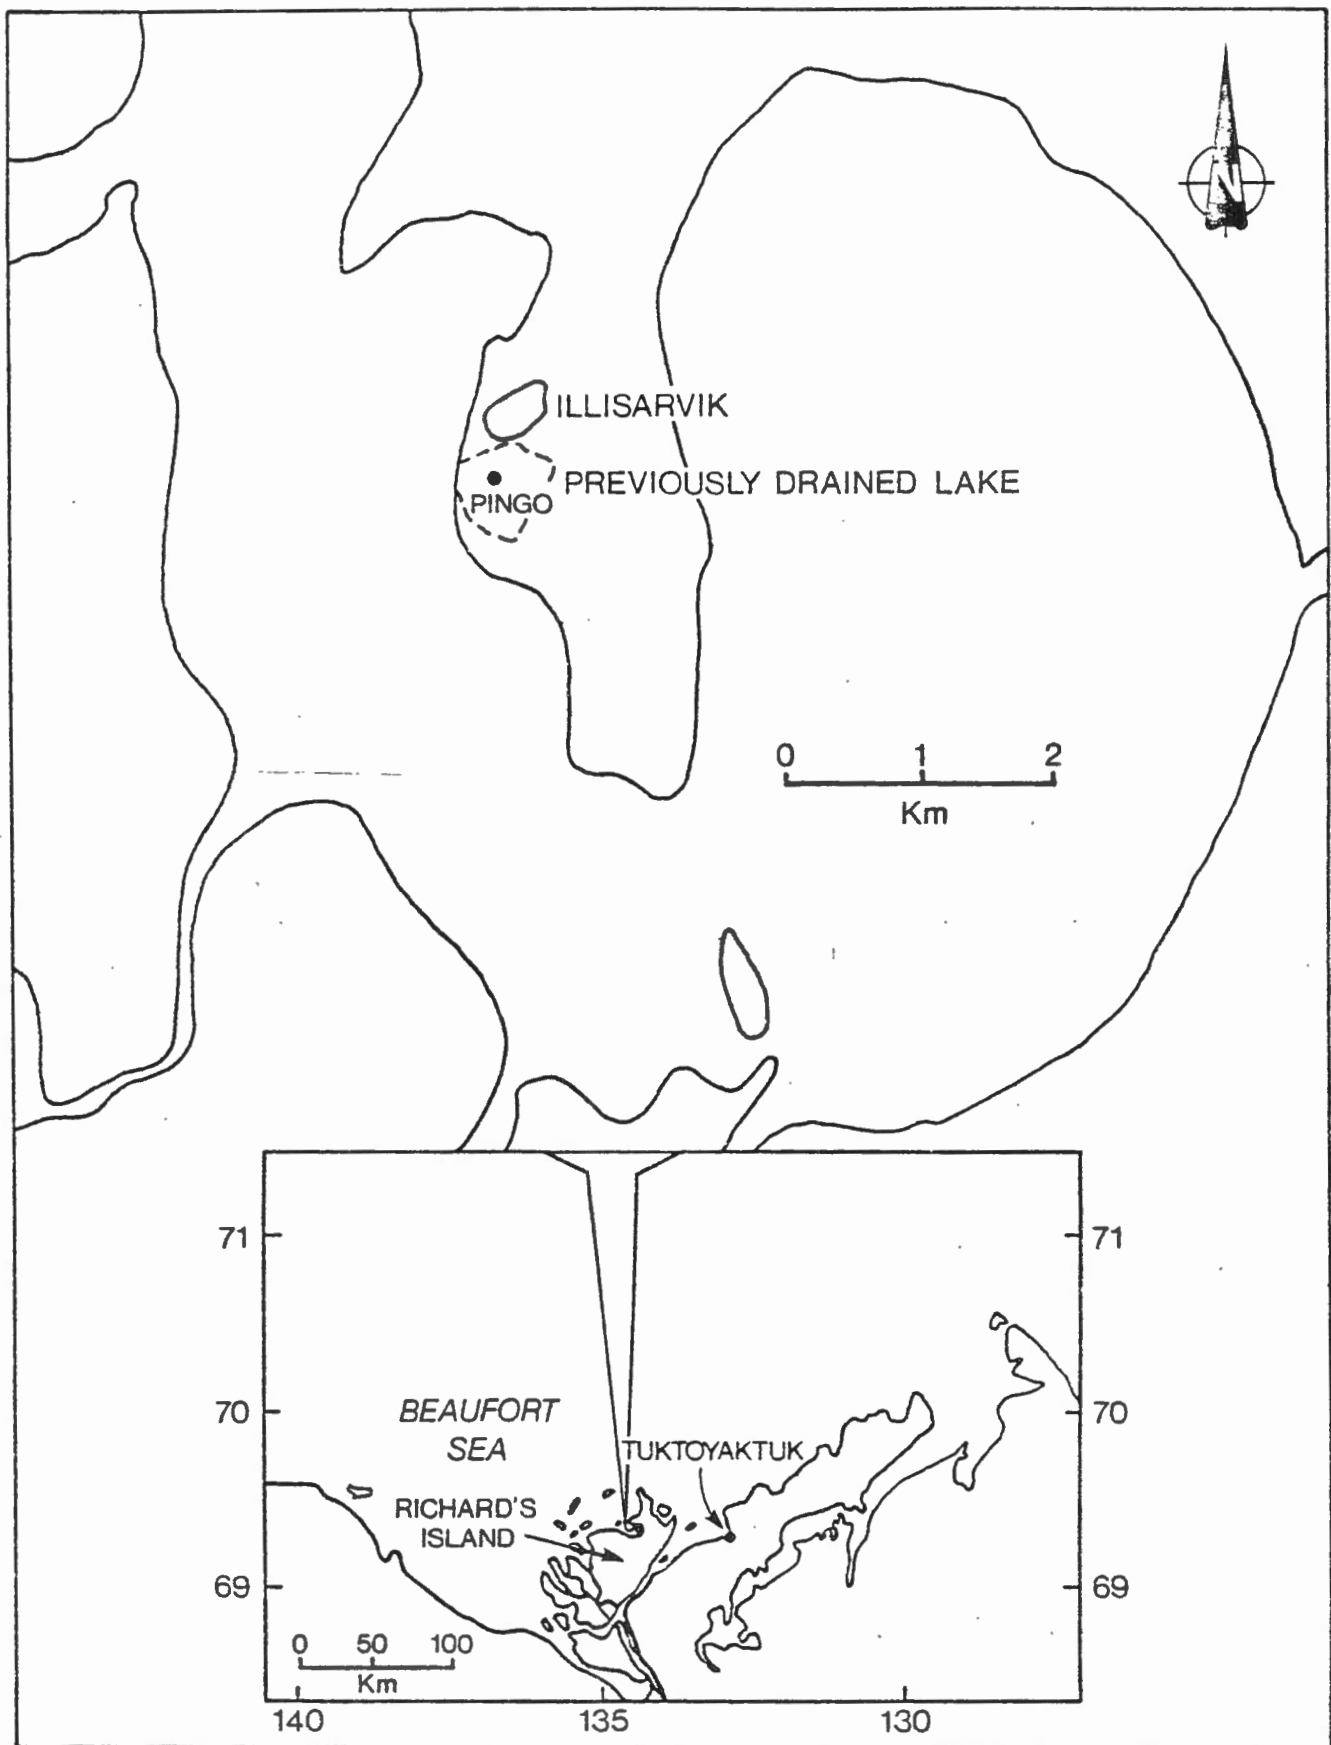 N
ILLISARVIK
PREVIOUSLY DRAINED LAKE
PINGO
0 1 2
Km
71 71
70 70
BEAUFORT
SEA
TUKTOYAKTUK
RICHARD'S
ISLAND
69 69
0 50 100
Km
140 135 130